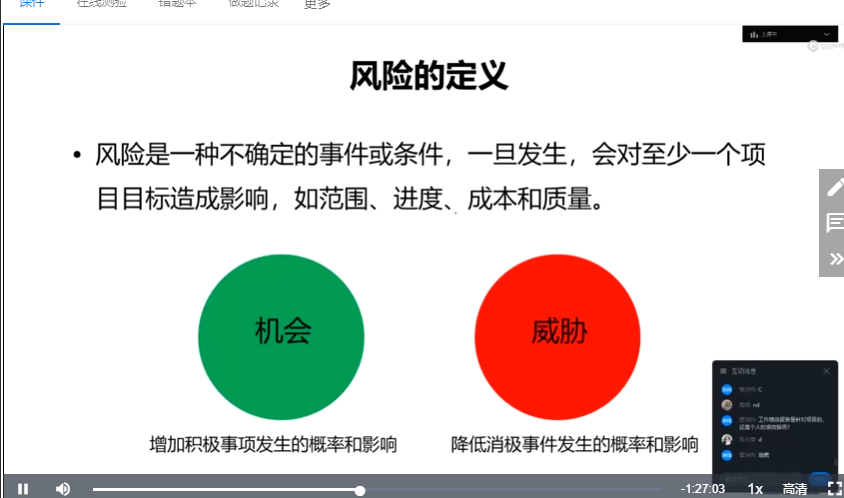 课件 在线测验 错题本 做题记录 更多
上课中
风险的定义
• 风险是一种不确定的事件或条件，一旦发生，会对至少一个项
目目标造成影响，如范围、进度、成本和质量。
机会 威胁
增加积极事项发生的概率和影响 降低消极事件发生的概率和影响
互动消息
-1:27:03 1x 高清